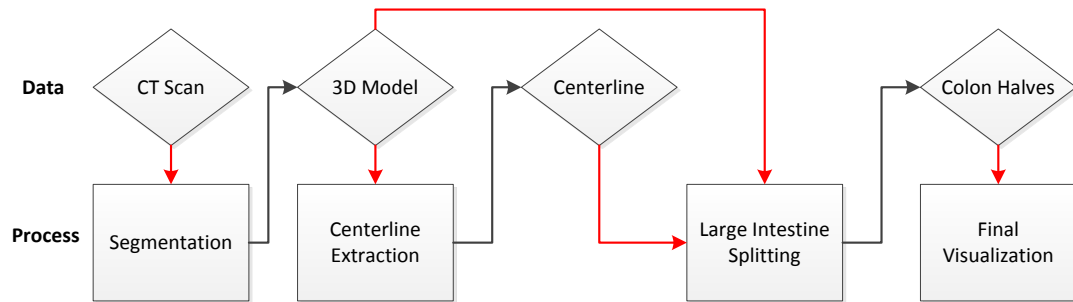 Data
CT Scan
3D Model
Centerline
Colon Halves
Process
Segmentation
Centerline
Extraction
Large Intestine
Splitting
Final
Visualization